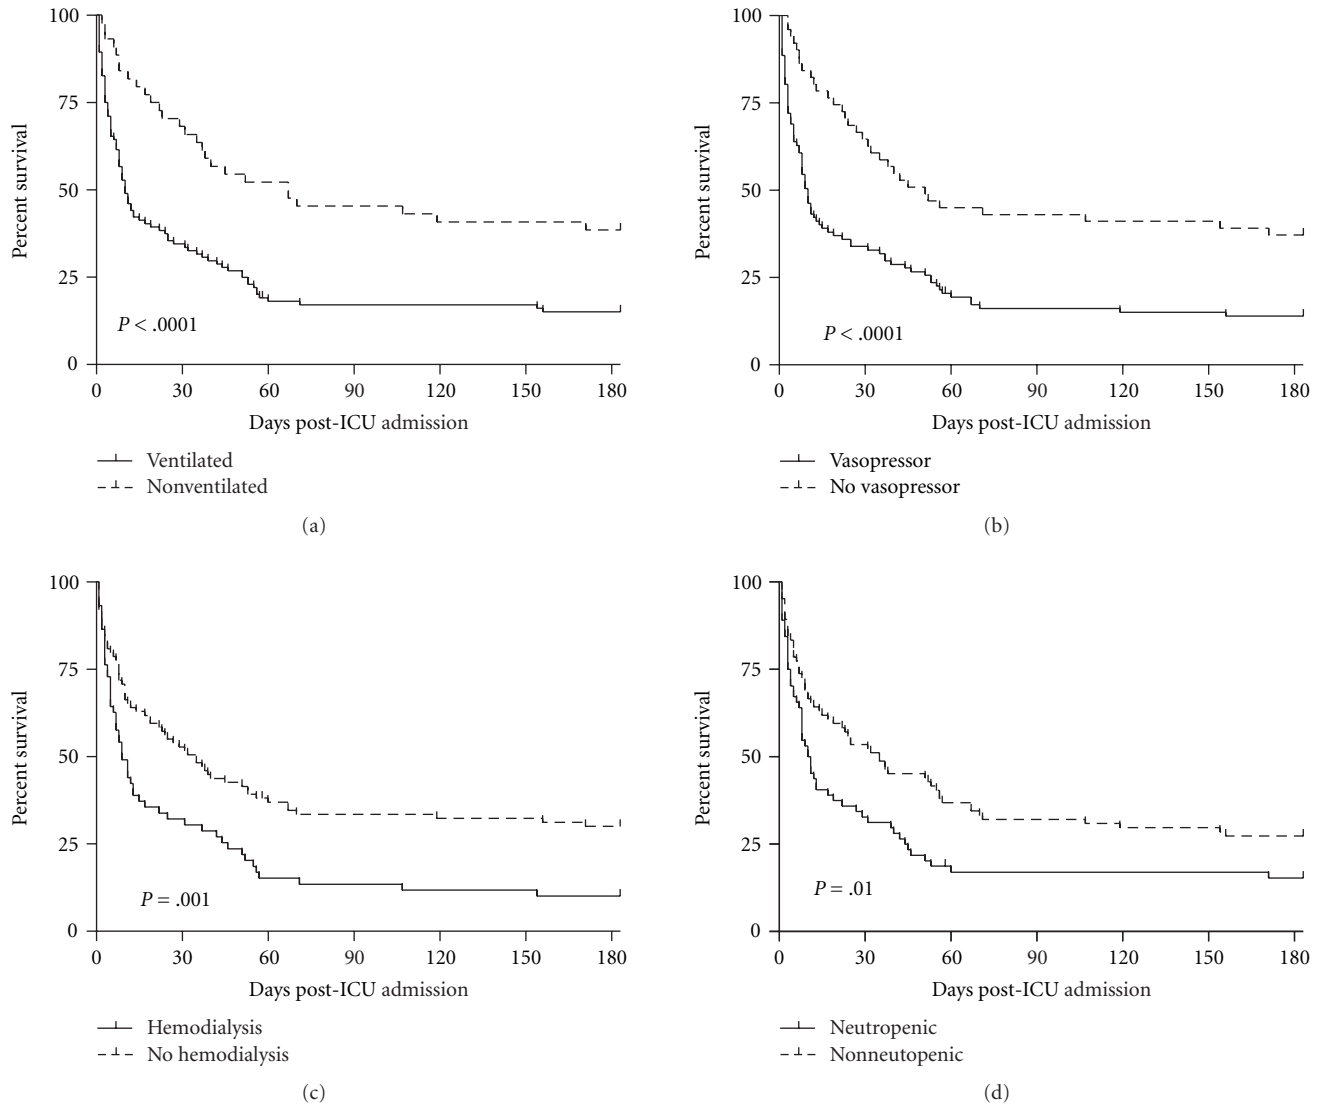 100
75
50
25
0
Percent survival
P < .0001
0 30 60 90 120 150 180
Days post-ICU admission
Ventilated
Nonventilated
(a)
100
75
50
25
0
Percent survival
P < .0001
0 30 60 90 120 150 180
Days post-ICU admission
Vasopressor
No vasopressor
(b)
100
75
50
25
0
Percent survival
P = .001
0 30 60 90 120 150 180
Days post-ICU admission
Hemodialysis
No hemodialysis
(c)
100
75
50
25
0
Percent survival
P = .01
0 30 60 90 120 150 180
Days post-ICU admission
Neutropenic
Nonneutopenic
(d)